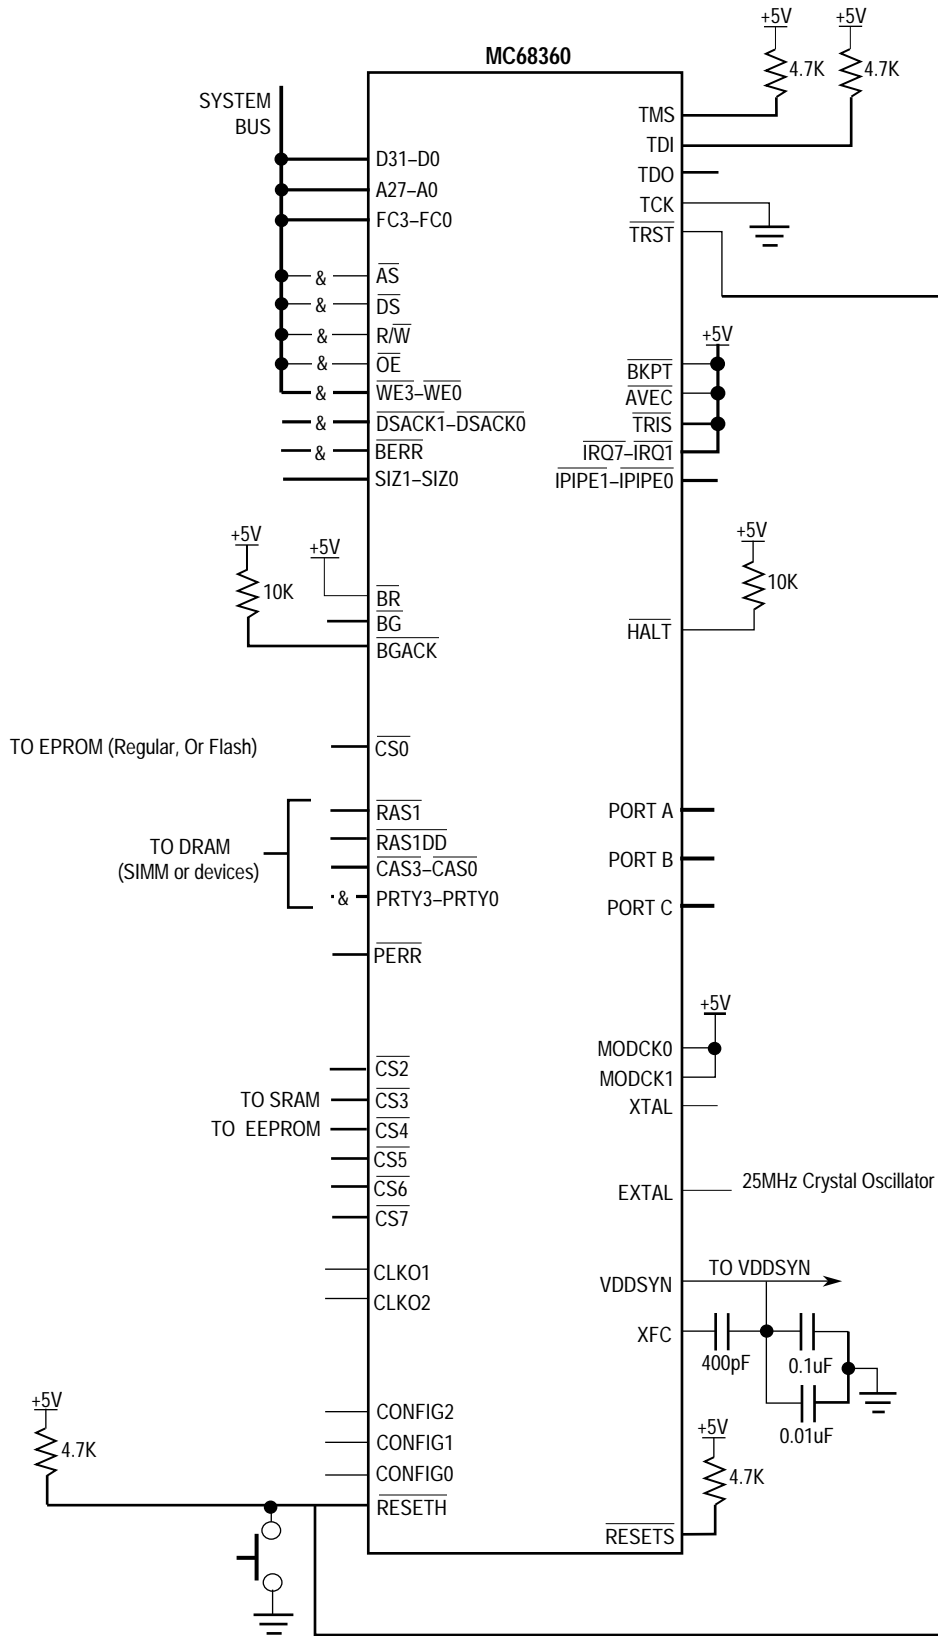 MC68360
SYSTEM
BUS
D31–D0
A27–A0
FC3–FC0
& AS
& DS
& R/W
& OE
& WE3–WE0
& DSACK1–DSACK0
& BERR
SIZ1–SIZ0
+5V
10K
+5V
BR
BG
BGACK
TO EPROM (Regular, Or Flash)
CS0
TO DRAM
(SIMM or devices)
RAS1
RAS1DD
CAS3–CAS0
& PRTY3–PRTY0
PERR
CS2
TO SRAM CS3
TO EEPROM CS4
CS5
CS6
CS7
CLKO1
CLKO2
CONFIG2
CONFIG1
CONFIG0
+5V
4.7K
RESETH
+5V
4.7K
+5V
4.7K
TMS
TDI
TDO
TCK
TRST
+5V
BKPT
AVEC
TRIS
IRQ7–IRQ1
IPIPE1–IPIPE0
+5V
10K
HALT
PORT A
PORT B
PORT C
+5V
MODCK0
MODCK1
XTAL
EXTAL
25MHz Crystal Oscillator
VDDSYN
TO VDDSYN
XFC
400pF
0.1uF
0.01uF
+5V
4.7K
RESETS